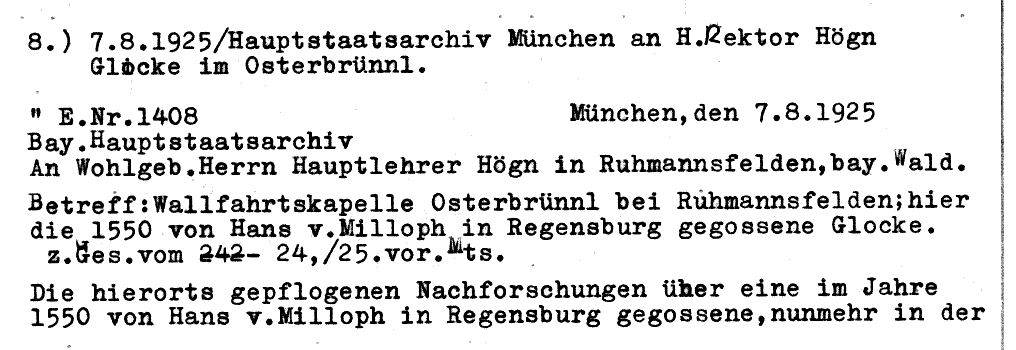 8.) 7.8.1925/Hauptstaatsarchiv München an H.Rektor Högn
Glocke im Osterbrünnl.
" E.Nr.1408 München,den 7.8.1925
Bay.Hauptstaatsarchiv
An Wohlgeb.Herrn Hauptlehrer Högn in Ruhmannsfelden,bay.Wald.
Betreff:Wallfahrtskapelle Osterbrünnl bei Ruhmannsfelden;hier
die 1550 von Hans v.Milloph in Regensburg gegossene Glocke.
z.Ges.vom 242- 24,/25.vor.Mts.
Die hierorts gepflogenen Nachforschungen über eine im Jahre
1550 von Hans v.Milloph in Regensburg gegossene,nunmehr in der